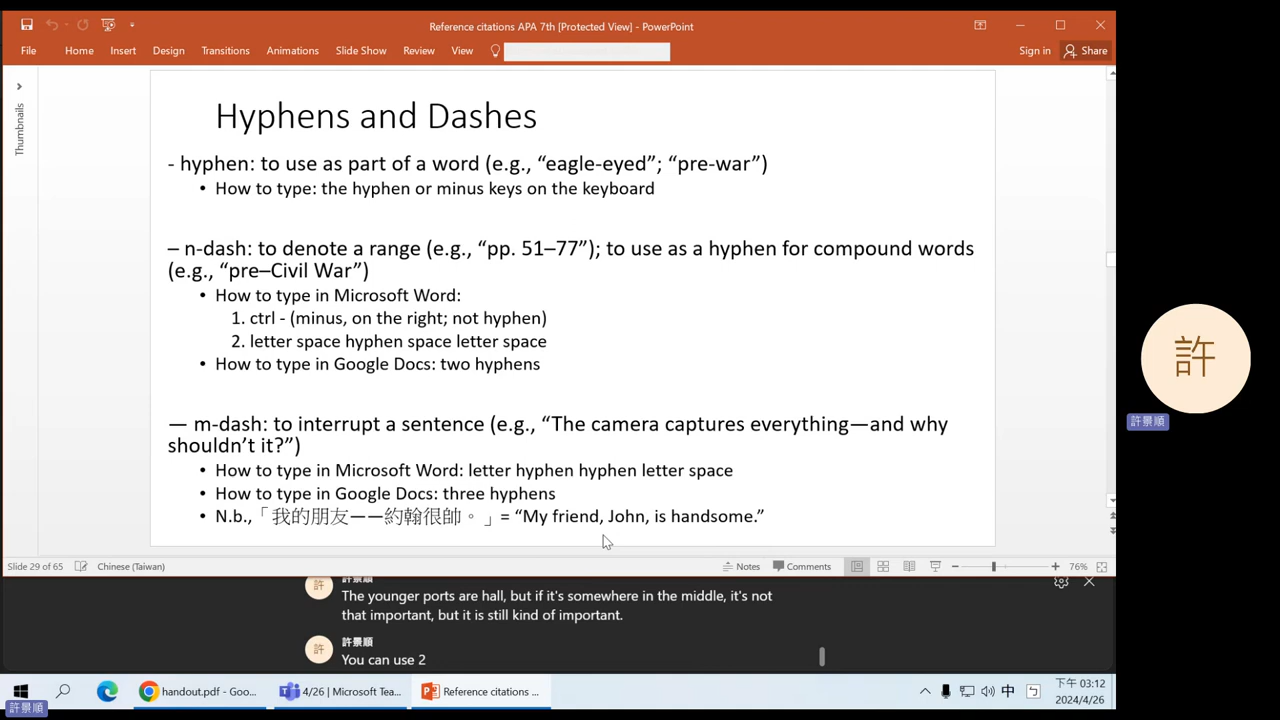 Reference citations APA 7th [Protected View] - PowerPoint
File Home Insert Design Transitions Animations Slide Show Review View Sign in Share
Thumbnails
Hyphens and Dashes
- hyphen: to use as part of a word (e.g., “eagle-eyed”; “pre-war”)
• How to type: the hyphen or minus keys on the keyboard
– n-dash: to denote a range (e.g., “pp. 51–77”); to use as a hyphen for compound words
(e.g., “pre–Civil War”)
• How to type in Microsoft Word:
1. ctrl - (minus, on the right; not hyphen)
2. letter space hyphen space letter space
• How to type in Google Docs: two hyphens
— m-dash: to interrupt a sentence (e.g., “The camera captures everything—and why
shouldn’t it?”)
• How to type in Microsoft Word: letter hyphen hyphen letter space
• How to type in Google Docs: three hyphens
• N.b.,「我的朋友——約翰很帥。」= “My friend, John, is handsome.”
許
許景順
Slide 29 of 65 Chinese (Taiwan) Notes Comments 76%
許 許景順
The younger ports are hall, but if it's somewhere in the middle, it's not
that important, but it is still kind of important.
許 許景順
You can use 2
handout.pdf - Goo... 4/26 | Microsoft Tea... Reference citations ... 中 ㄅ 下午 03:12
2024/4/26
許景順